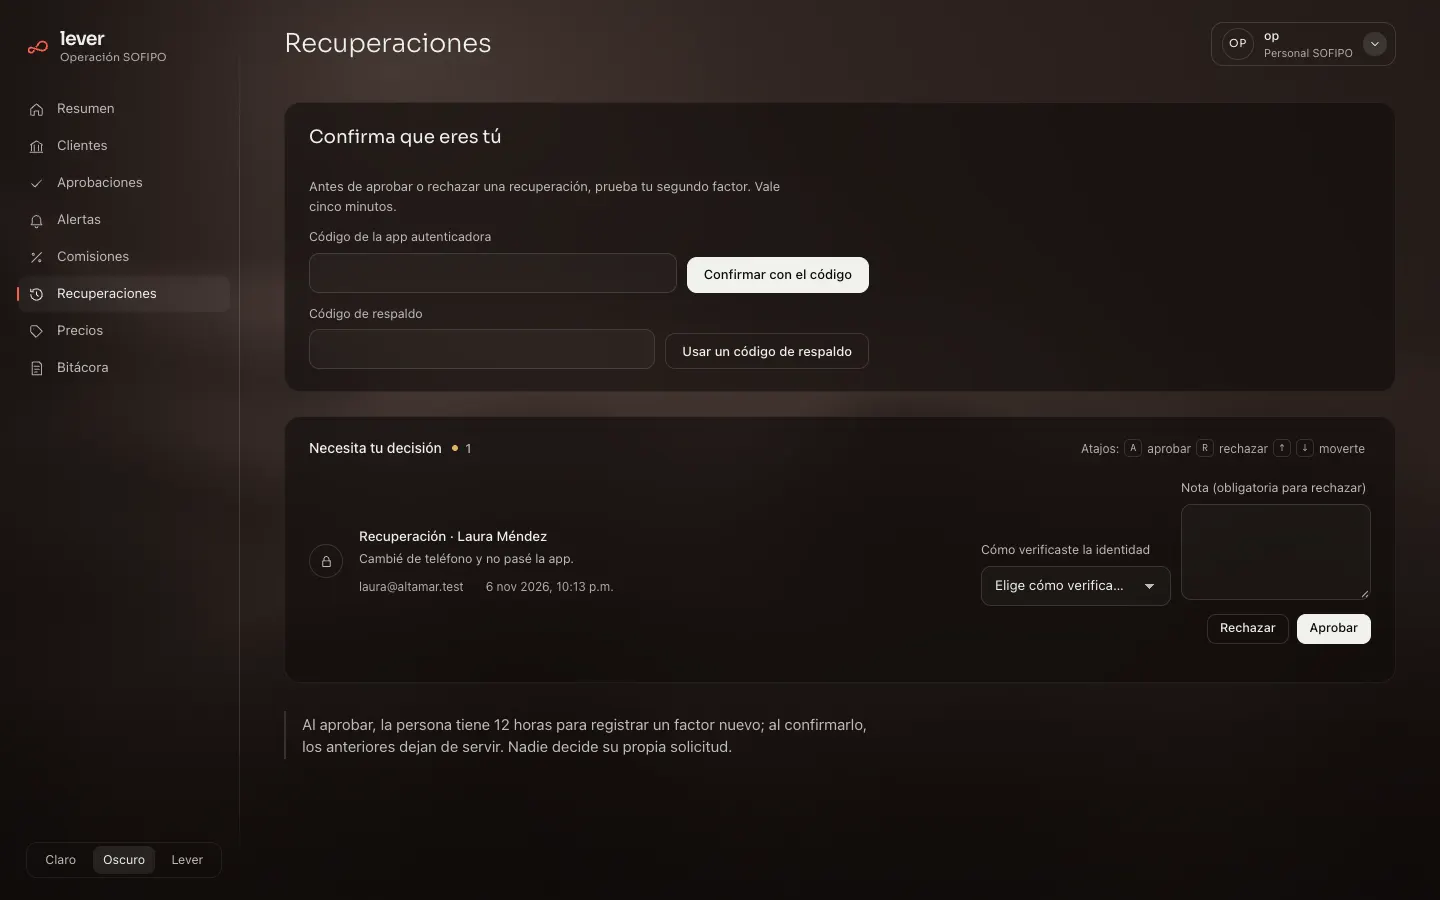 lever
Operación SOFIPO
Resumen
Clientes
Aprobaciones
Alertas
Comisiones
Recuperaciones
Precios
Bitácora
Claro
Oscuro
Lever
Recuperaciones
OP
op
Personal SOFIPO
Confirma que eres tú
Antes de aprobar o rechazar una recuperación, prueba tu segundo factor. Vale
cinco minutos.
Código de la app autenticadora
Confirmar con el código
Código de respaldo
Usar un código de respaldo
Necesita tu decisión 1
Atajos: A aprobar R rechazar ↑ ↓ moverte
Recuperación · Laura Méndez
Cambié de teléfono y no pasé la app.
laura@altamar.test 6 nov 2026, 10:13 p.m.
Cómo verificaste la identidad
Elige cómo verifica...
Nota (obligatoria para rechazar)
Rechazar
Aprobar
Al aprobar, la persona tiene 12 horas para registrar un factor nuevo; al confirmarlo,
los anteriores dejan de servir. Nadie decide su propia solicitud.